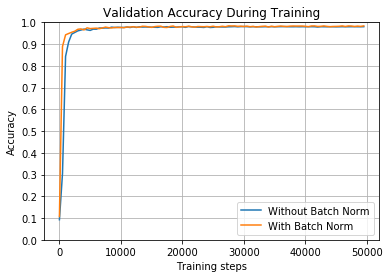 Validation Accuracy During Training
1.0
0.9
0.8
0.7
0.6
0.5
0.4
0.3
0.2
0.1
0.0
Accuracy
Without Batch Norm
With Batch Norm
0 10000 20000 30000 40000 50000
Training steps